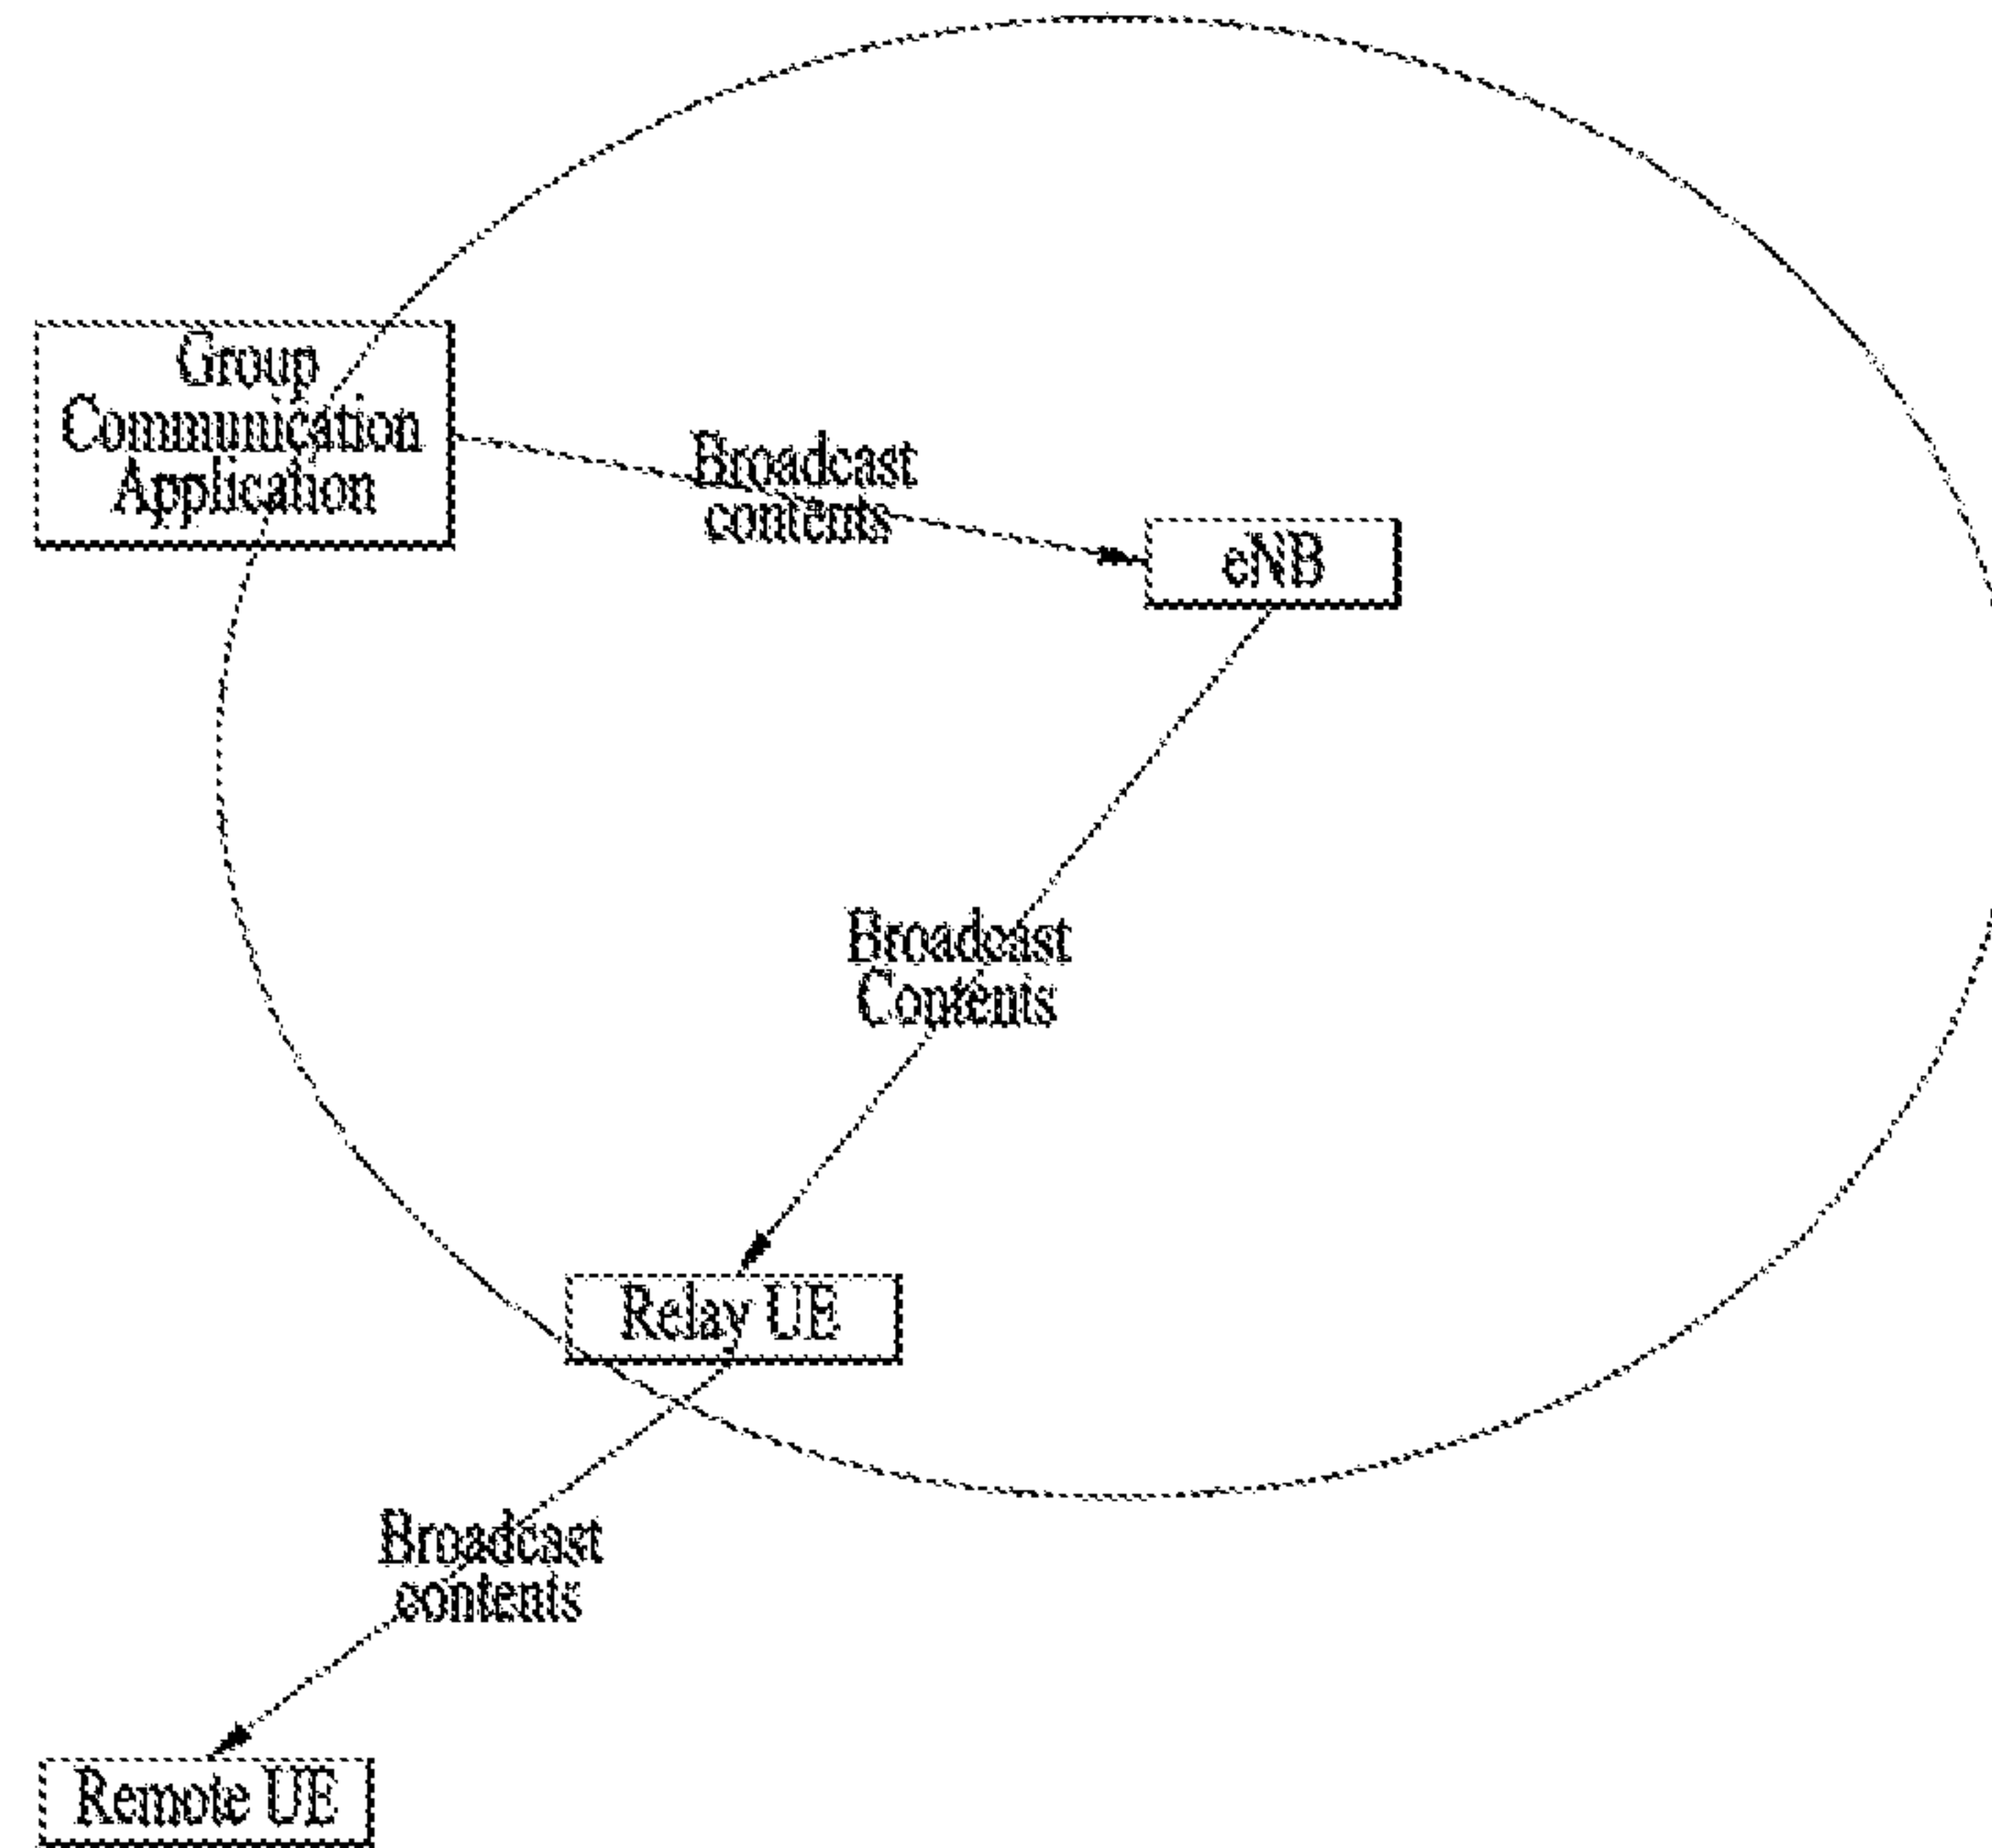 Group
Communication
Application
Broadcast
contents
eNB
Broadcast
Contents
Relay UE
Broadcast
contents
Remote UE